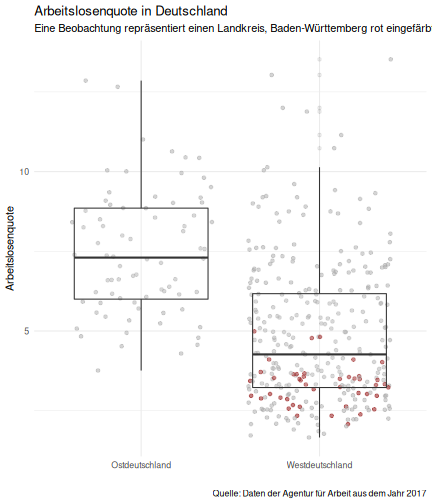 Arbeitslosenquote in Deutschland
Eine Beobachtung repräsentiert einen Landkreis, Baden-Württemberg rot eingefärbt
Arbeitslosenquote
10
5
Ostdeutschland
Westdeutschland
Quelle: Daten der Agentur für Arbeit aus dem Jahr 2017